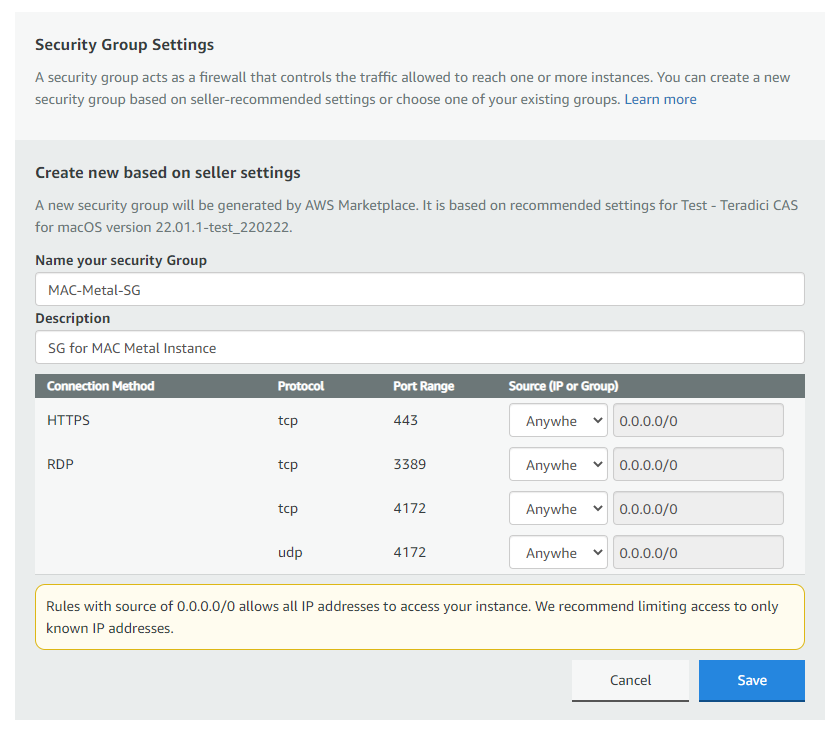 Security Group Settings
A security group acts as a firewall that controls the traffic allowed to reach one or more instances. You can create a new
security group based on seller-recommended settings or choose one of your existing groups. Learn more
Create new based on seller settings
A new security group will be generated by AWS Marketplace. It is based on recommended settings for Test - Teradici CAS
for macOS version 22.01.1-test_220222.
Name your security Group
MAC-Metal-SG
Description
SG for MAC Metal Instance
Connection Method Protocol Port Range Source (IP or Group)
HTTPS tcp 443 Anywhe 0.0.0.0/0
RDP tcp 3389 Anywhe 0.0.0.0/0
tcp 4172 Anywhe 0.0.0.0/0
udp 4172 Anywhe 0.0.0.0/0
Rules with source of 0.0.0.0/0 allows all IP addresses to access your instance. We recommend limiting access to only
known IP addresses.
Cancel Save